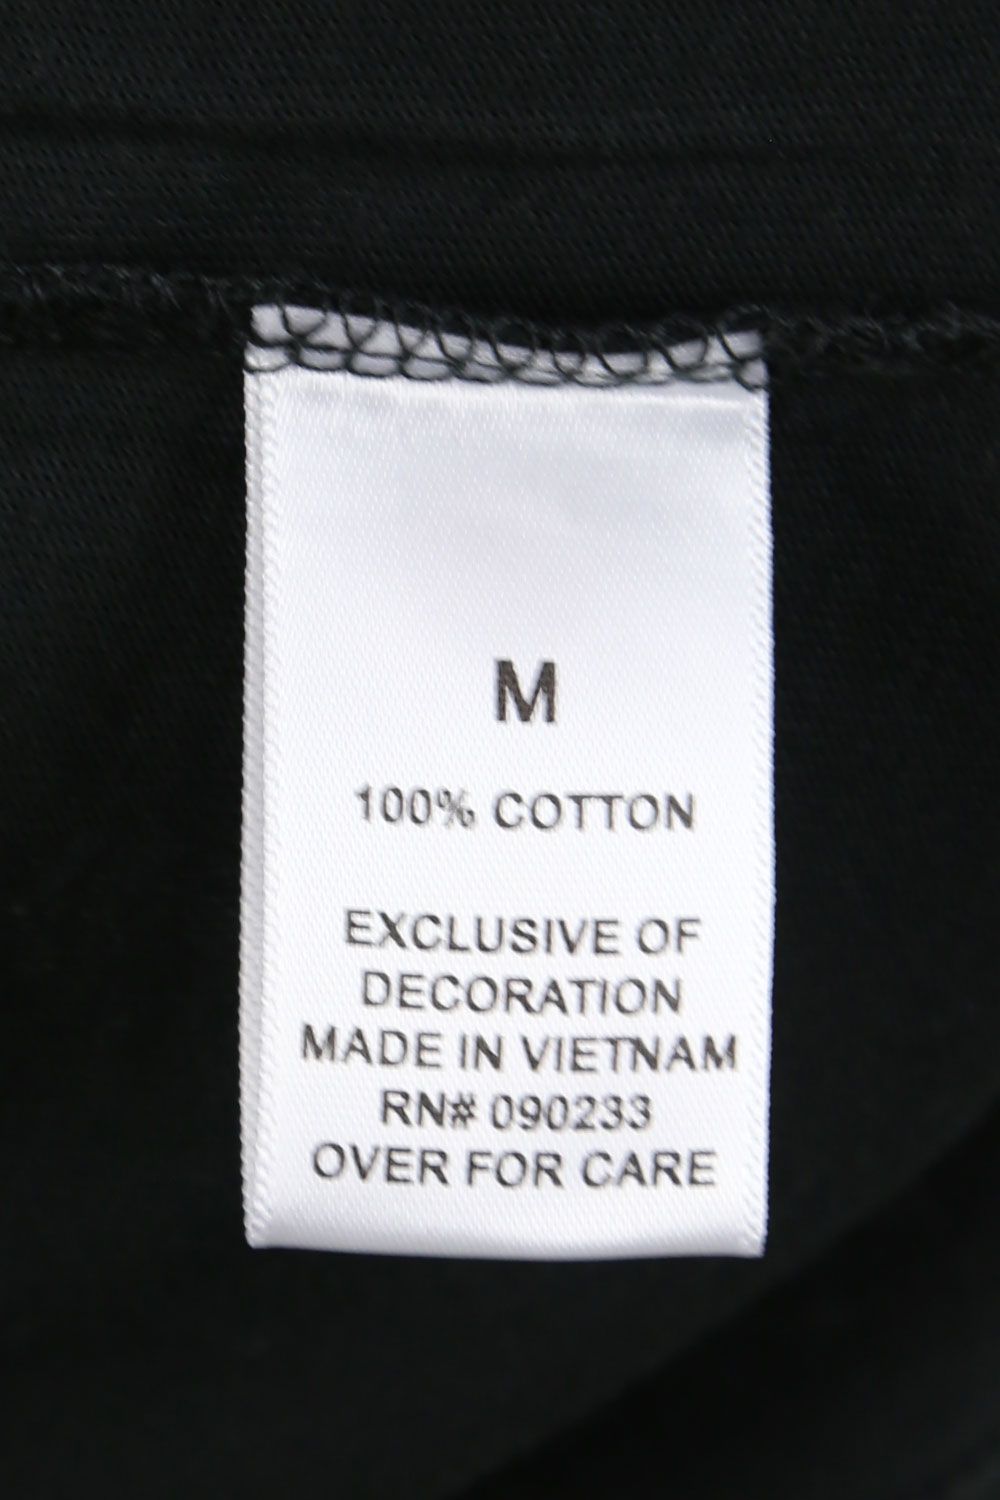 M
100% COTTON
EXCLUSIVE OF
DECORATION
MADE IN VIETNAM
RN# 090233
OVER FOR CARE